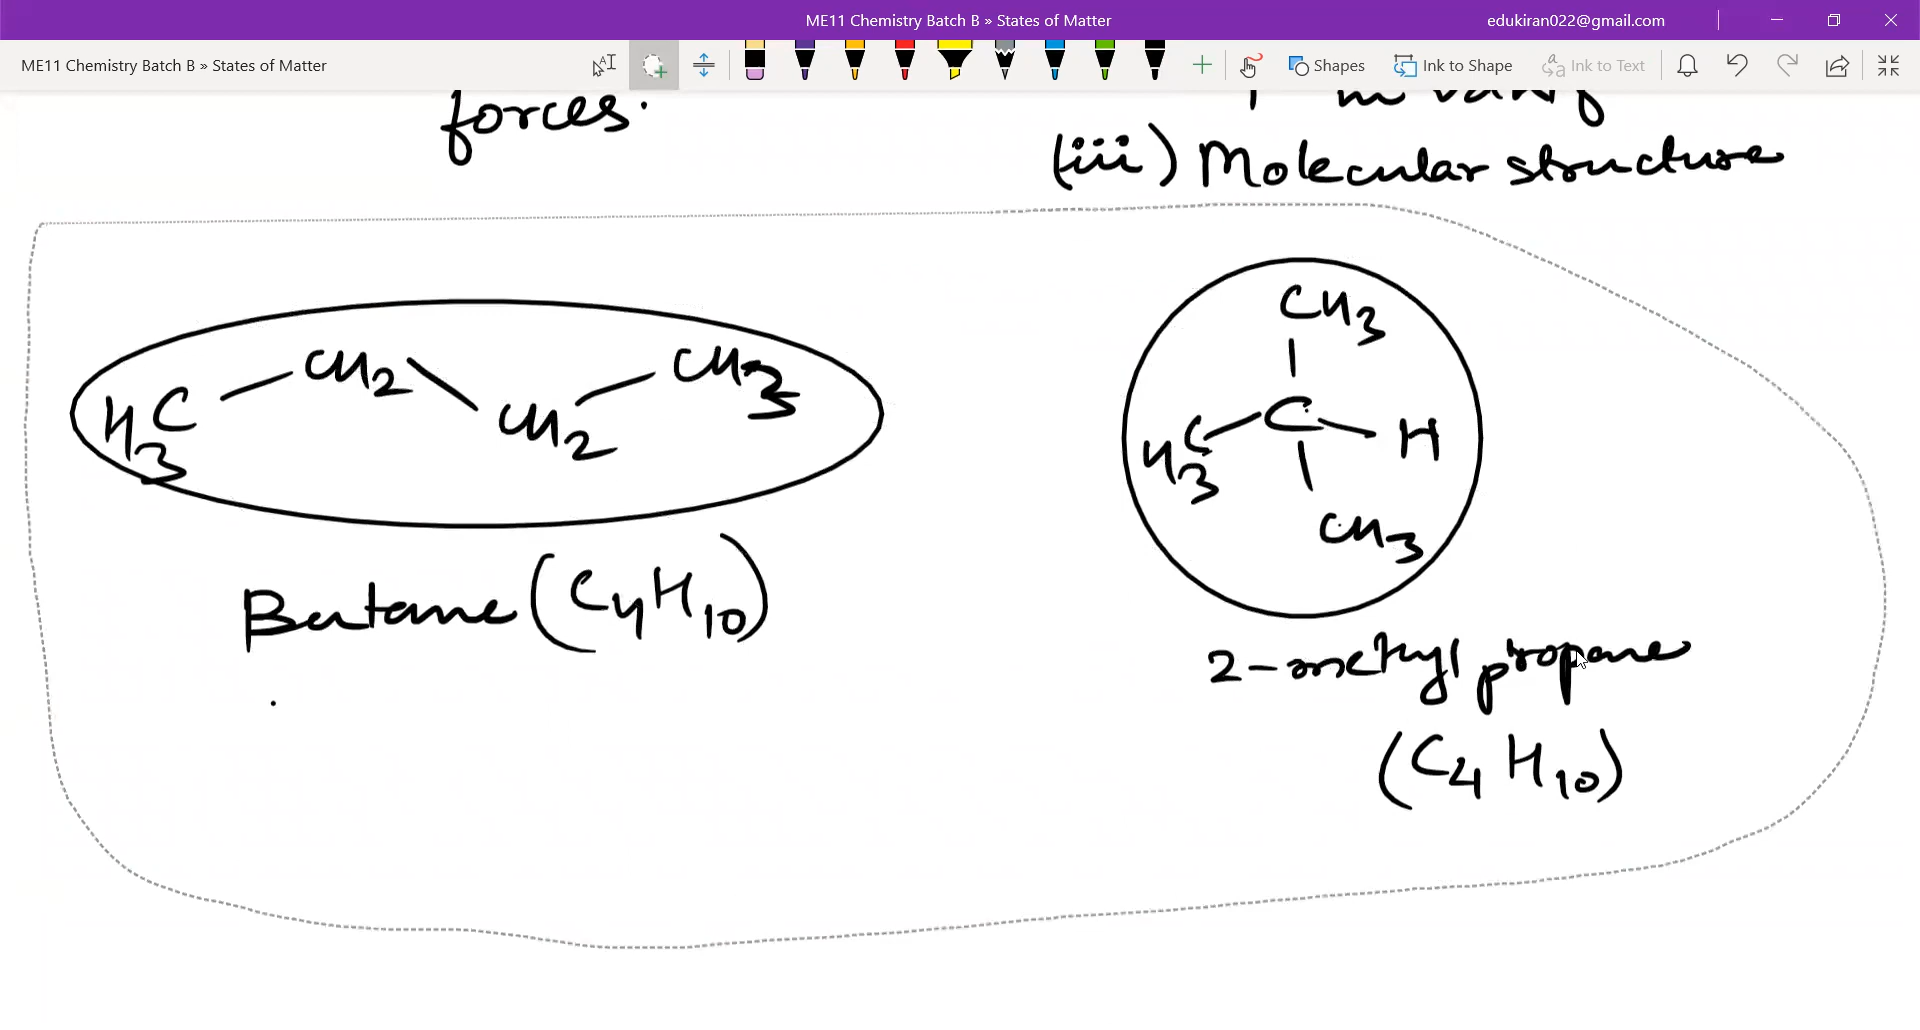 ME11 Chemistry Batch B » States of Matter
edukiran022@gmail.com
ME11 Chemistry Batch B » States of Matter
Shapes
Ink to Shape
Ink to Text
forces.
(iii) Molecular structure
H3C CH2 CH2 CH3
CH3
H3C C H
CH3
Butane (C4H10)
2-methyl propane
(C4H10)